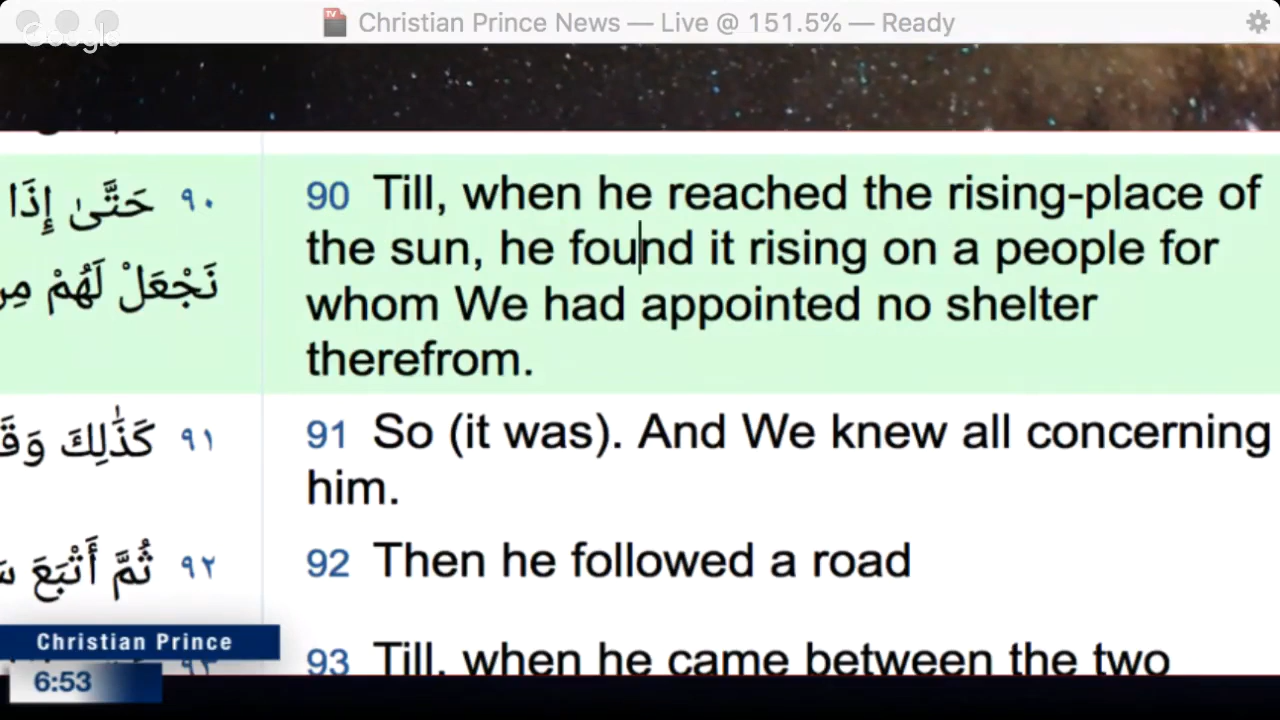 Christian Prince News — Live @ 151.5% — Ready
Google
٩٠ حَتَّىٰ إِذَا
نَجْعَلْ لَهُمْ
90 Till, when he reached the rising-place of
the sun, he found it rising on a people for
whom We had appointed no shelter
therefrom.
٩١ كَذَٰلِكَ
91 So (it was). And We knew all concerning
him.
٩٢ ثُمَّ أَتْبَعَ
92 Then he followed a road
93 Till, when he came between the two
Christian Prince
6:53